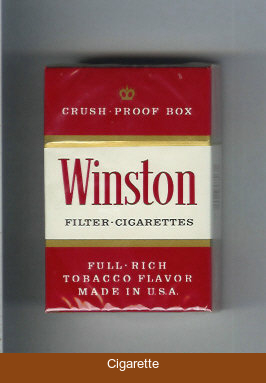 CRUSH·PROOF BOX
Winston
FILTER·CIGARETTES
FULL·RICH
TOBACCO FLAVOR
MADE IN U.S.A.
Cigarette